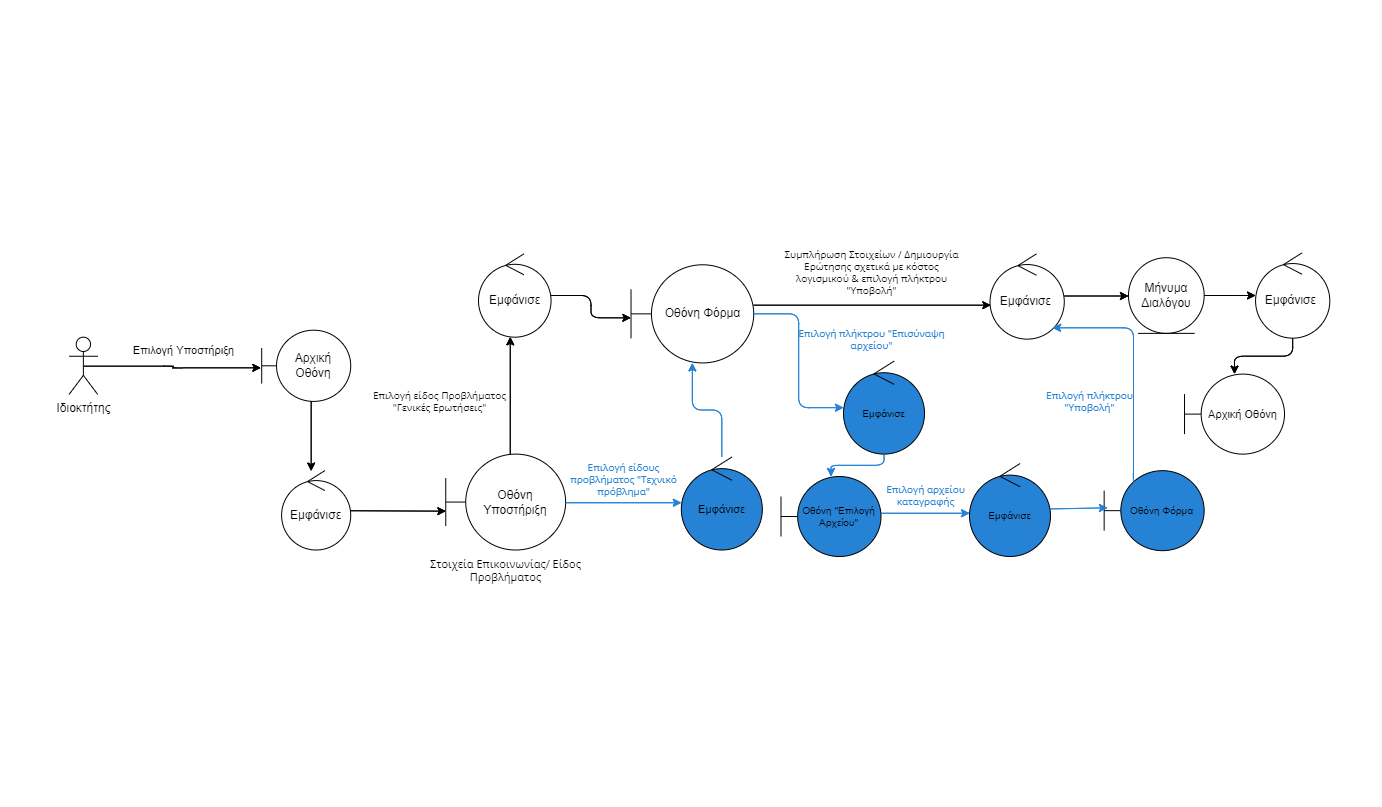 Ιδιοκτήτης
Επιλογή Υποστήριξη
Αρχική
Οθόνη
Εμφάνισε
Οθόνη
Υποστήριξη
Στοιχεία Επικοινωνίας/ Είδος
Προβλήματος
Επιλογή είδος Προβλήματος
"Γενικές Ερωτήσεις"
Εμφάνισε
Επιλογή είδους
προβλήματος "Τεχνικό
πρόβλημα"
Εμφάνισε
Οθόνη Φόρμα
Συμπλήρωση Στοιχείων / Δημιουργία
Ερώτησης σχετικά με κόστος
λογισμικού & επιλογή πλήκτρου
"Υποβολή"
Επιλογή πλήκτρου "Επισύναψη
αρχείου"
Εμφάνισε
Οθόνη "Επιλογή
Αρχείου"
Επιλογή αρχείου
καταγραφής
Εμφάνισε
Οθόνη Φόρμα
Επιλογή πλήκτρου
"Υποβολή"
Εμφάνισε
Μήνυμα
Διαλόγου
Εμφάνισε
Αρχική Οθόνη